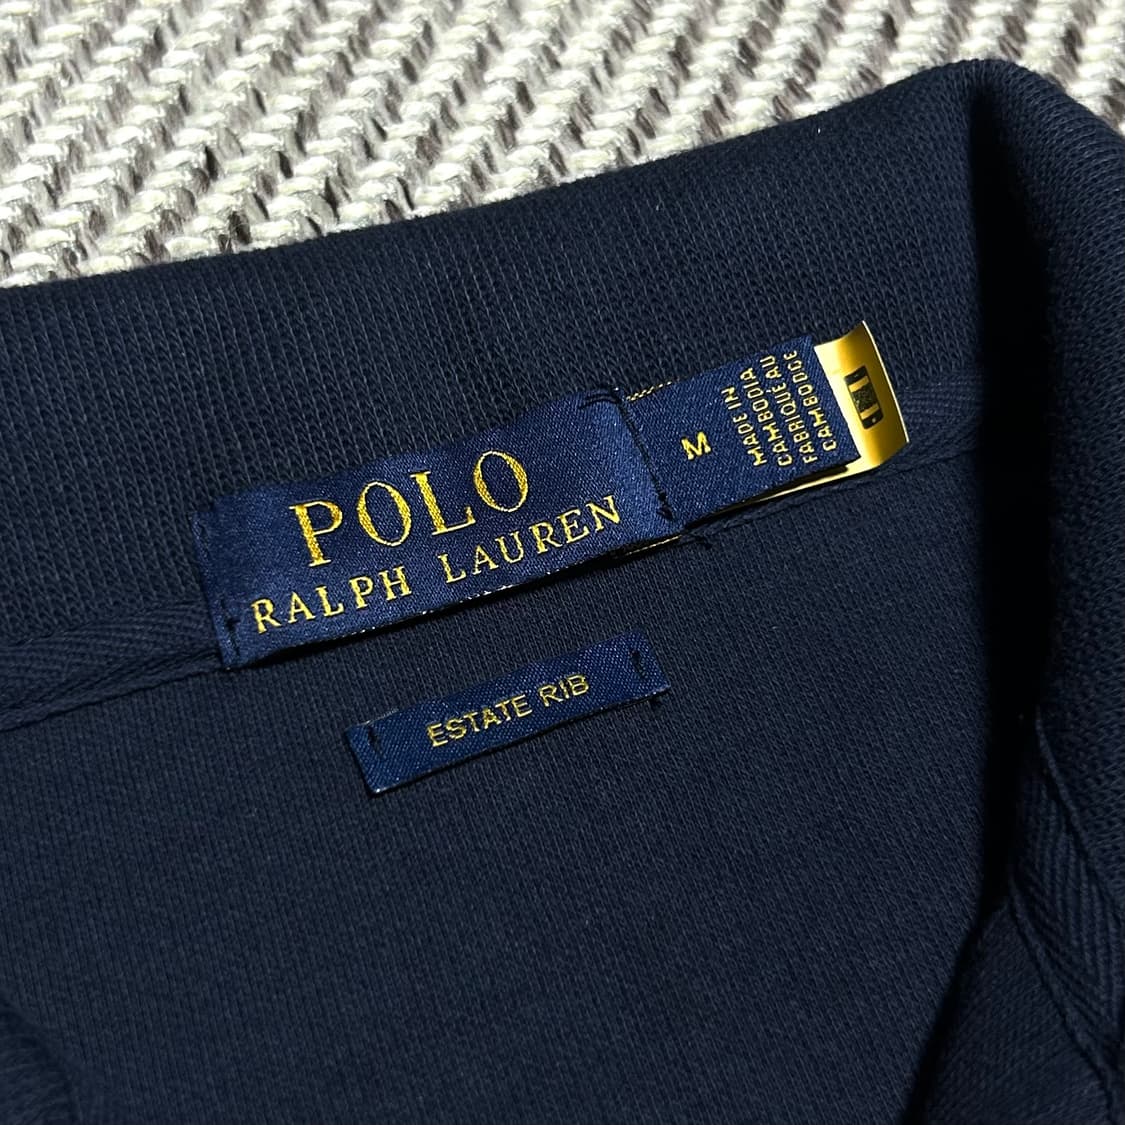 POLO
RALPH LAUREN
M
MADE IN
CAMBODIA
FABRIQUÉ AU
CAMBODGE
ESTATE RIB